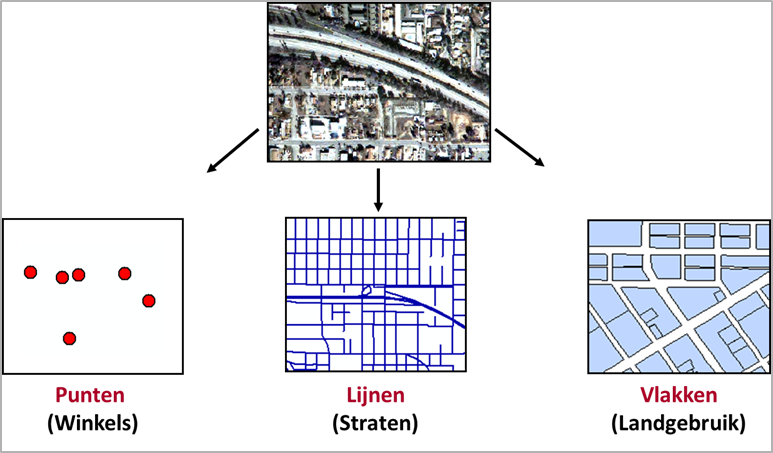 Punten
(Winkels)
Lijnen
(Straten)
Vlakken
(Landgebruik)